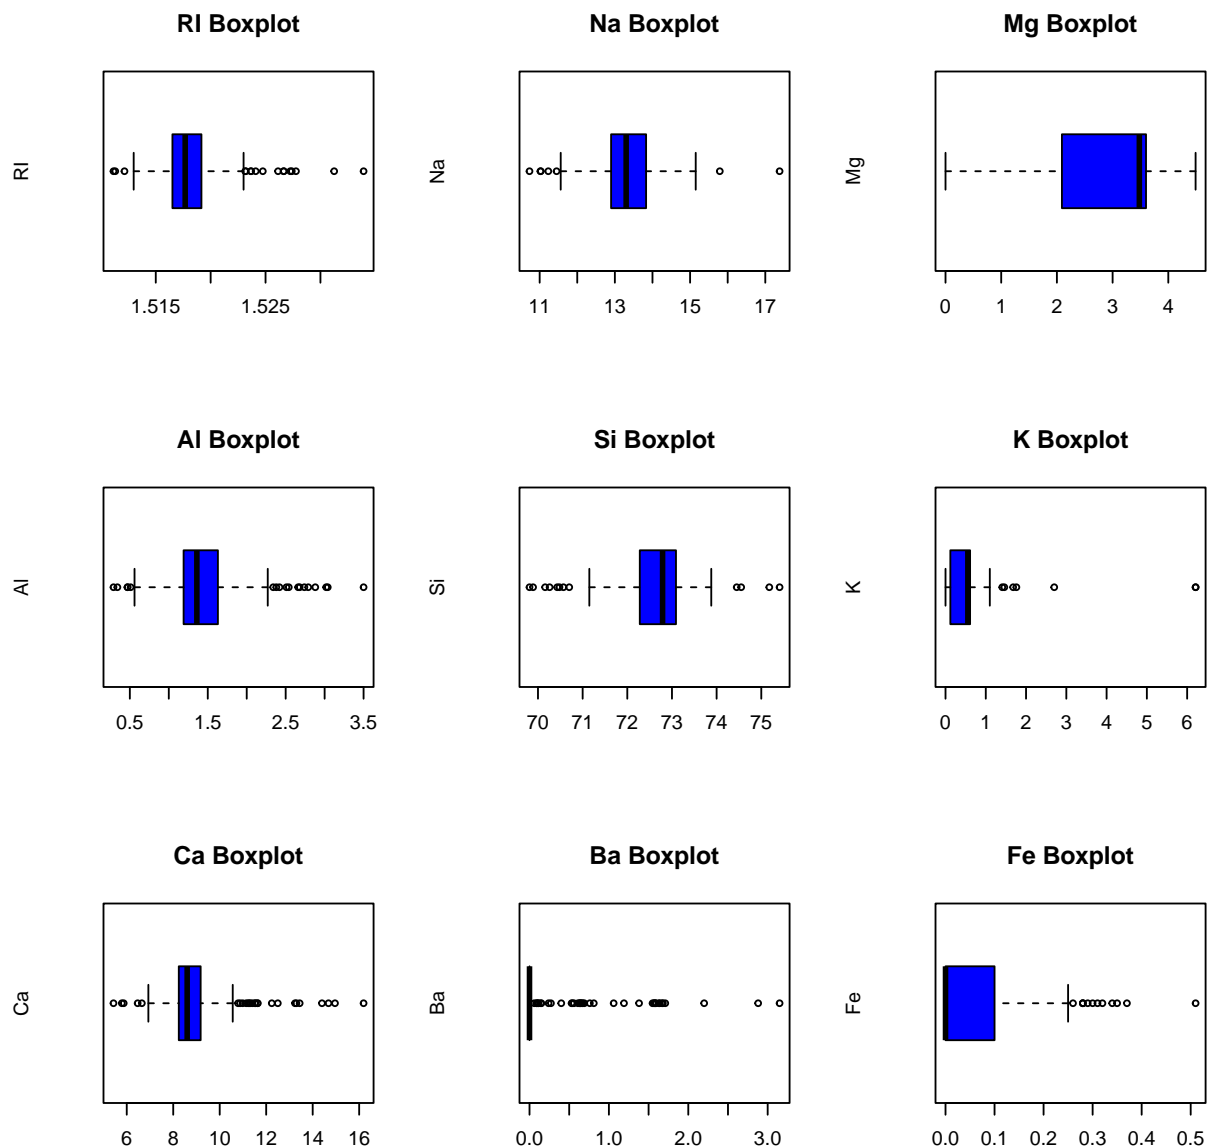 RI Boxplot
RI
1.515 1.525
Na Boxplot
Na
11 13 15 17
Mg Boxplot
Mg
0 1 2 3 4
Al Boxplot
Al
0.5 1.5 2.5 3.5
Si Boxplot
Si
70 71 72 73 74 75
K Boxplot
K
0 1 2 3 4 5 6
Ca Boxplot
Ca
6 8 10 12 14 16
Ba Boxplot
Ba
0.0 1.0 2.0 3.0
Fe Boxplot
Fe
0.0 0.1 0.2 0.3 0.4 0.5